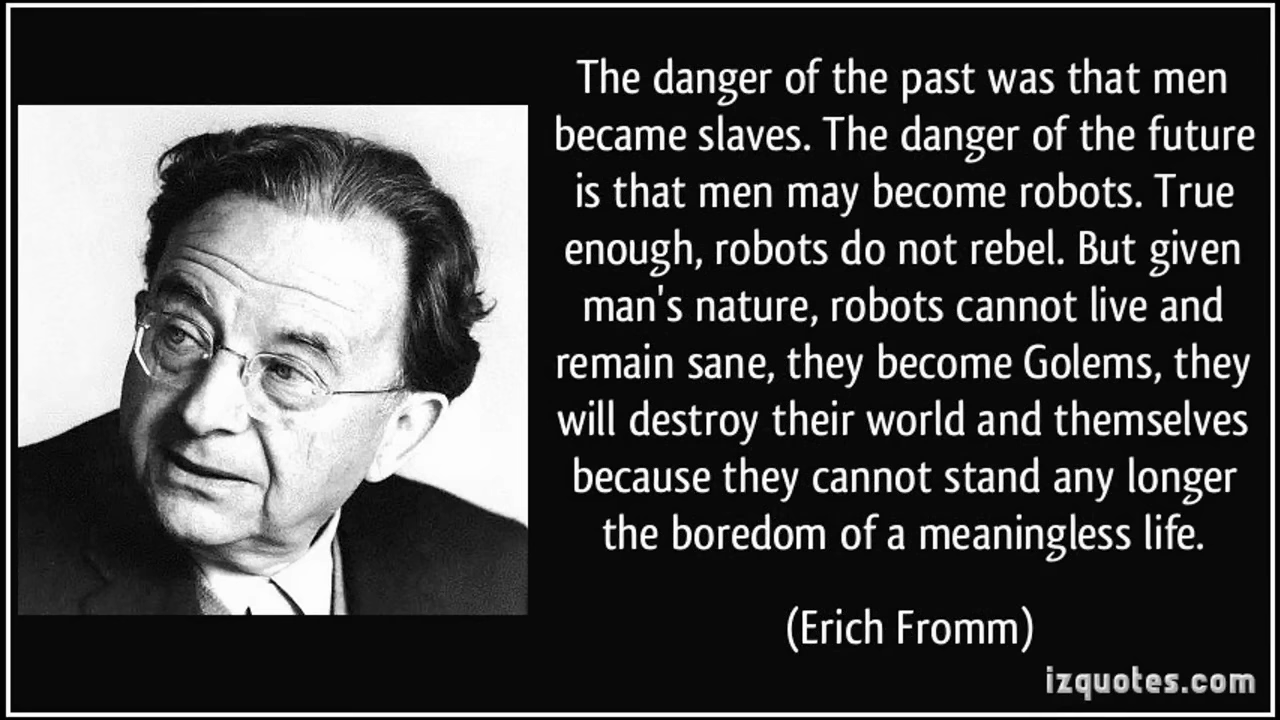 The danger of the past was that men
became slaves. The danger of the future
is that men may become robots. True
enough, robots do not rebel. But given
man's nature, robots cannot live and
remain sane, they become Golems, they
will destroy their world and themselves
because they cannot stand any longer
the boredom of a meaningless life.
(Erich Fromm)
izquotes.com